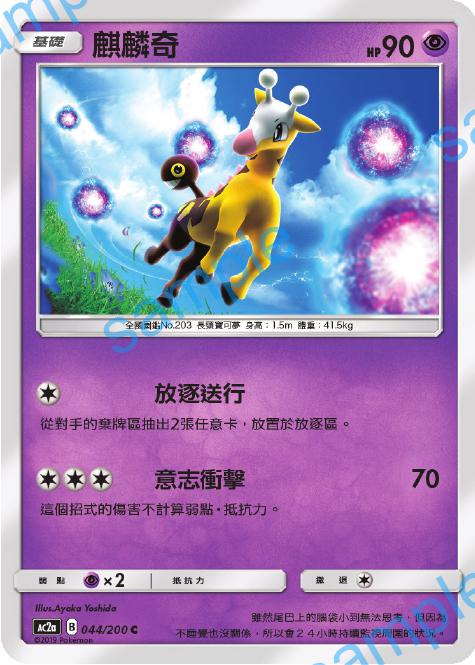 基礎 麒麟奇 HP90
全國圖鑑No.203 長頸寶可夢 身高：1.5m 體重：41.5kg
放逐送行
從對手的棄牌區抽出2張任意卡，放置於放逐區。
意志衝擊 70
這個招式的傷害不計算弱點・抵抗力。
弱點 ×2 抵抗力 撤退
Illus.Ayaka Yoshida
AC2a B 044/200 C
©2019 Pokémon
雖然尾巴上的腦袋小到無法思考，但因為
不睡覺也沒關係，所以會24小時持續監視周圍的狀況。
sample
sample
sample
sample